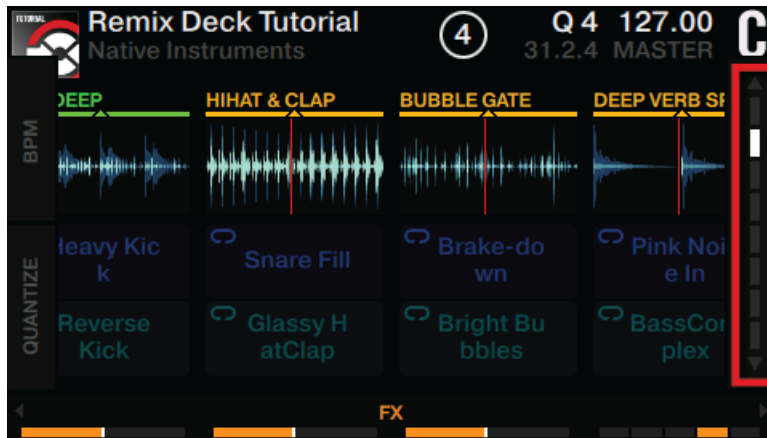 TUTORIAL
Remix Deck Tutorial
Native Instruments
4
Q 4 127.00
31.2.4 MASTER
C
BPM
QUANTIZE
DEEP
HIHAT & CLAP
BUBBLE GATE
DEEP VERB SF
Heavy Kic
k
Snare Fill
Brake-do
wn
Pink Noi
e In
Reverse
Kick
Glassy H
atClap
Bright Bu
bbles
BassCor
plex
FX